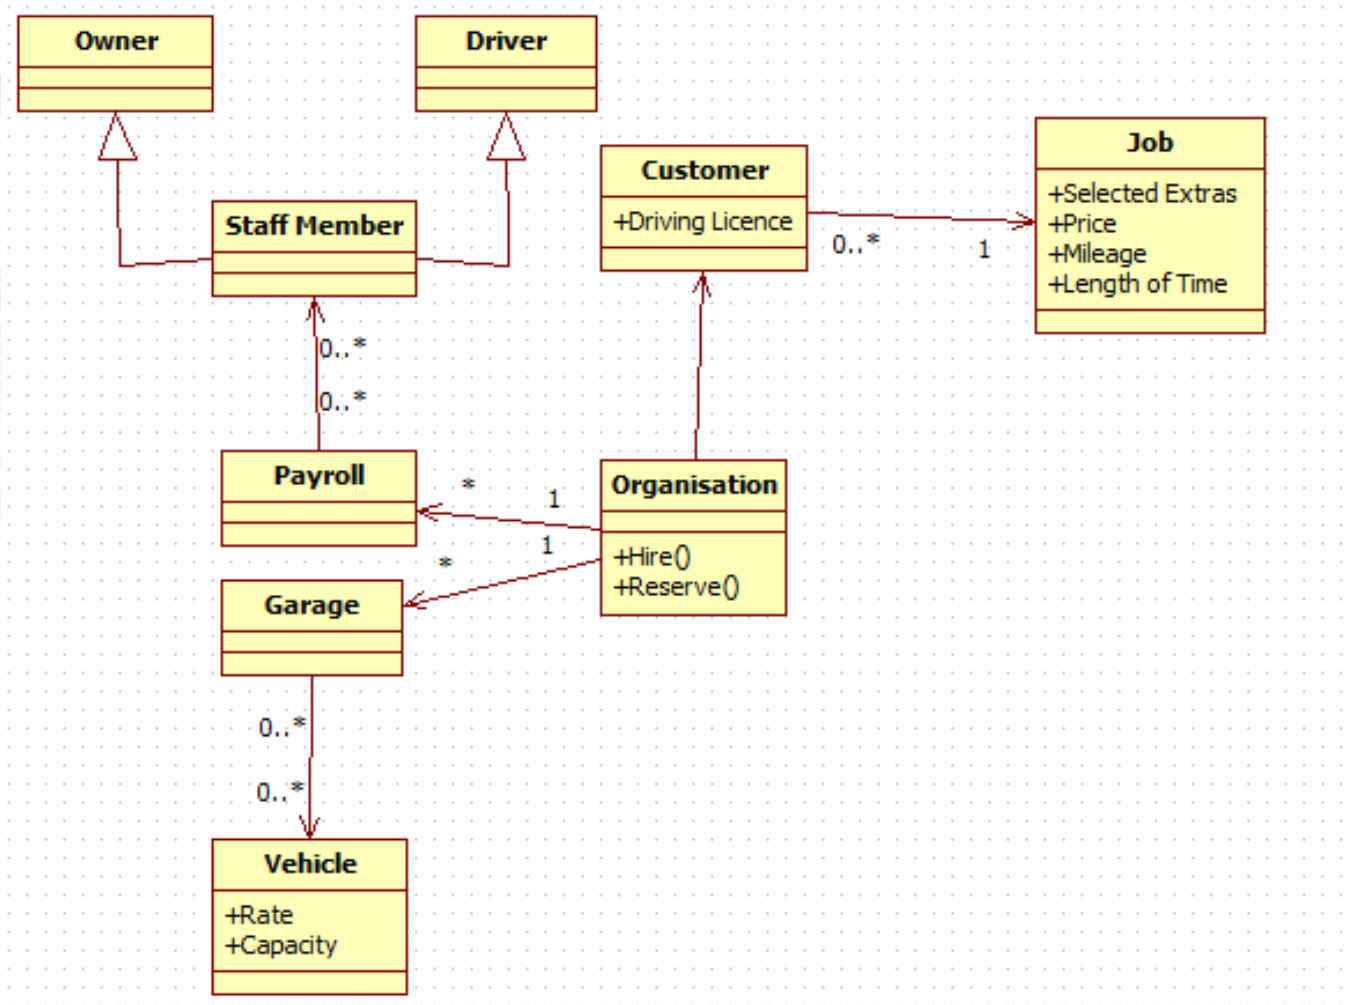 Owner
Driver
Job
+Selected Extras
+Price
+Mileage
+Length of Time
Customer
+Driving Licence
0..*
1
Staff Member
0..*
0..*
Payroll
*
1
Organisation
+Hire()
+Reserve()
1
*
Garage
0..*
0..*
Vehicle
+Rate
+Capacity